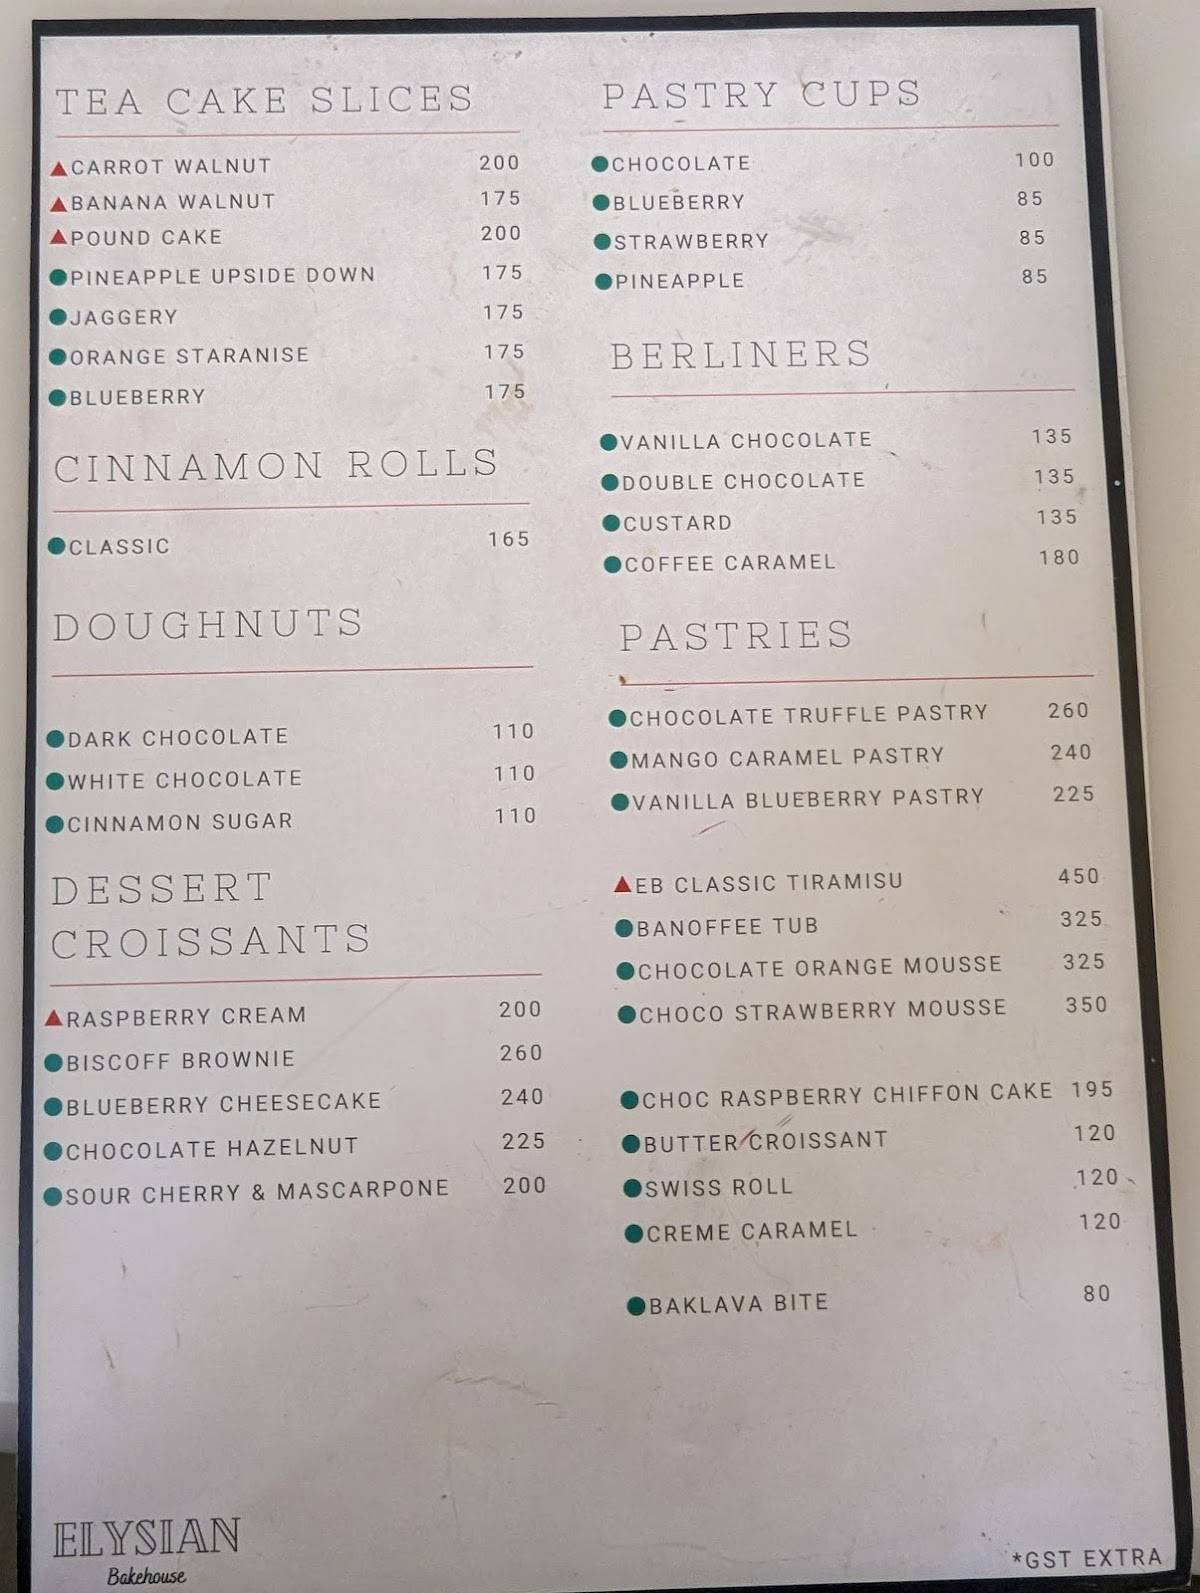 TEA CAKE SLICES
CARROT WALNUT 200
BANANA WALNUT 175
POUND CAKE 200
PINEAPPLE UPSIDE DOWN 175
JAGGERY 175
ORANGE STARANISE 175
BLUEBERRY 175
CINNAMON ROLLS
CLASSIC 165
DOUGHNUTS
DARK CHOCOLATE 110
WHITE CHOCOLATE 110
CINNAMON SUGAR 110
DESSERT
CROISSANTS
RASPBERRY CREAM 200
BISCOFF BROWNIE 260
BLUEBERRY CHEESECAKE 240
CHOCOLATE HAZELNUT 225
SOUR CHERRY & MASCARPONE 200
PASTRY CUPS
CHOCOLATE 100
BLUEBERRY 85
STRAWBERRY 85
PINEAPPLE 85
BERLINERS
VANILLA CHOCOLATE 135
DOUBLE CHOCOLATE 135
CUSTARD 135
COFFEE CARAMEL 180
PASTRIES
CHOCOLATE TRUFFLE PASTRY 260
MANGO CARAMEL PASTRY 240
VANILLA BLUEBERRY PASTRY 225
EB CLASSIC TIRAMISU 450
BANOFFEE TUB 325
CHOCOLATE ORANGE MOUSSE 325
CHOCO STRAWBERRY MOUSSE 350
CHOC RASPBERRY CHIFFON CAKE 195
BUTTER CROISSANT 120
SWISS ROLL 120
CREME CARAMEL 120
BAKLAVA BITE 80
ELYSIAN
Bakehouse
*GST EXTRA